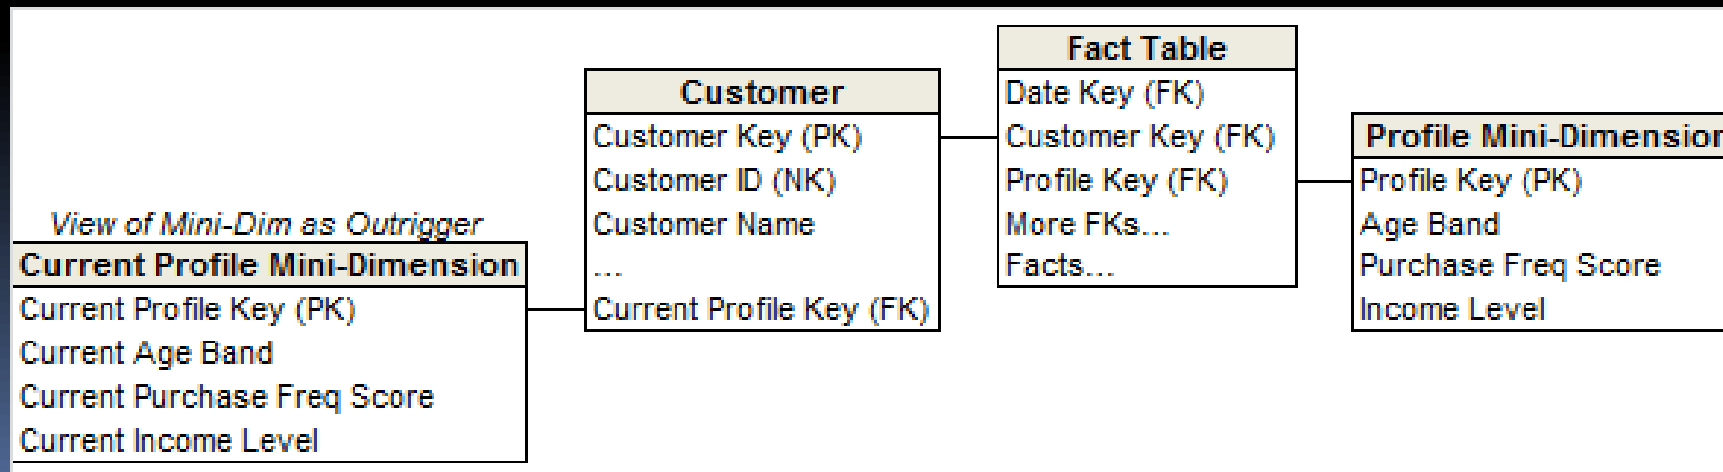 View of Mini-Dim as Outrigger
Current Profile Mini-Dimension
Current Profile Key (PK)
Current Age Band
Current Purchase Freq Score
Current Income Level
Customer
Customer Key (PK)
Customer ID (NK)
Customer Name
...
Current Profile Key (FK)
Fact Table
Date Key (FK)
Customer Key (FK)
Profile Key (FK)
More FKs...
Facts...
Profile Mini-Dimension
Profile Key (PK)
Age Band
Purchase Freq Score
Income Level